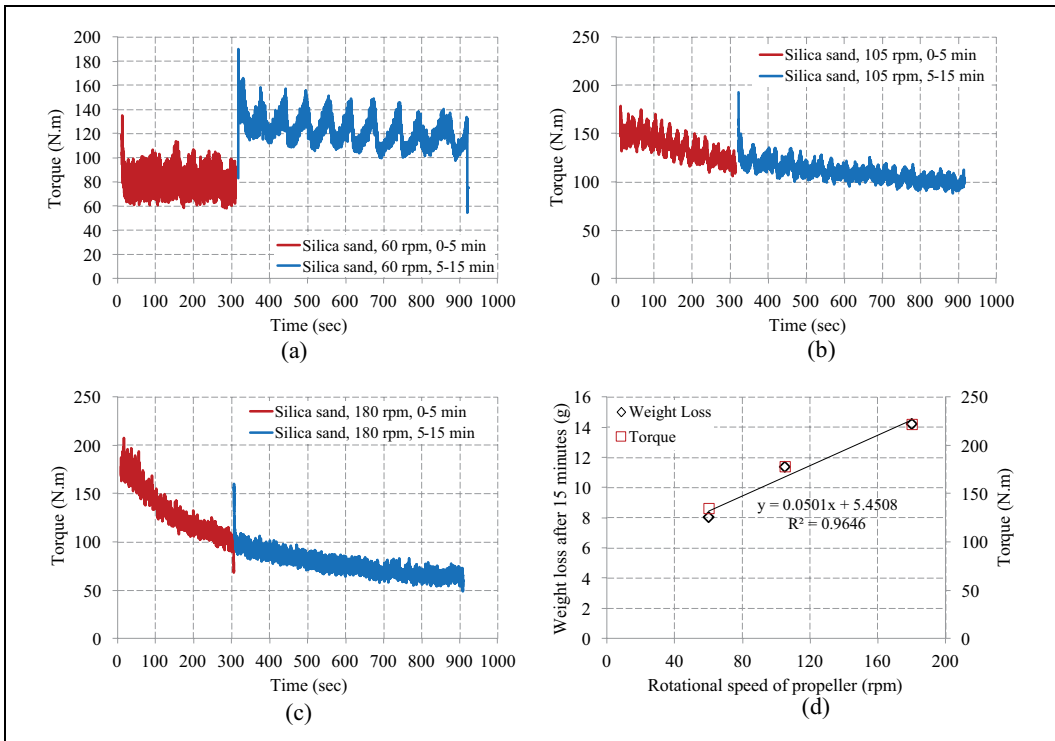 200
180
160
140
120
100
80
60
40
20
0
Torque (N.m)
Silica sand, 60 rpm, 0-5 min
Silica sand, 60 rpm, 5-15 min
0 100 200 300 400 500 600 700 800 900 1000
Time (sec)
(a)
250
200
150
100
50
0
Torque (N.m)
Silica sand, 105 rpm, 0-5 min
Silica sand, 105 rpm, 5-15 min
0 100 200 300 400 500 600 700 800 900 1000
Time (sec)
(b)
250
200
150
100
50
0
Torque (N.m)
Silica sand, 180 rpm, 0-5 min
Silica sand, 180 rpm, 5-15 min
0 100 200 300 400 500 600 700 800 900 1000
Time (sec)
(c)
16
14
12
10
8
6
4
2
0
Weight loss after 15 minutes (g)
Weight Loss
Torque
y = 0.0501x + 5.4508
R² = 0.9646
250
200
150
100
50
0
Torque (N.m)
0 40 80 120 160 200
Rotational speed of propeller (rpm)
(d)